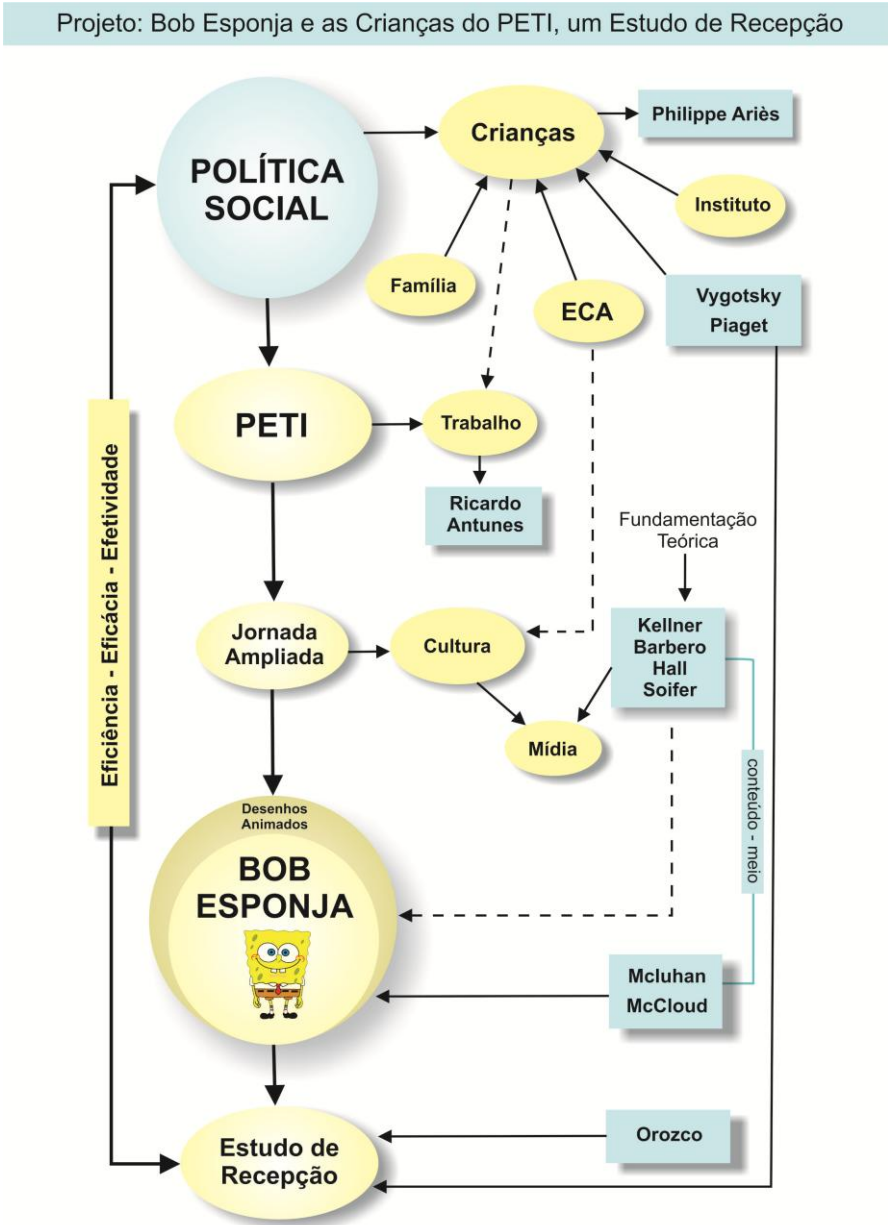 Projeto: Bob Esponja e as Crianças do PETI, um Estudo de Recepção
POLÍTICA
SOCIAL
Crianças
Philippe Ariès
Instituto
Família
ECA
Vygotsky
Piaget
PETI
Trabalho
Ricardo
Antunes
Eficiência - Eficácia - Efetividade
Fundamentação
Teórica
Jornada
Ampliada
Cultura
Kellner
Barbero
Hall
Soifer
Mídia
conteúdo - meio
Desenhos
Animados
BOB
ESPONJA
Mcluhan
McCloud
Estudo de
Recepção
Orozco